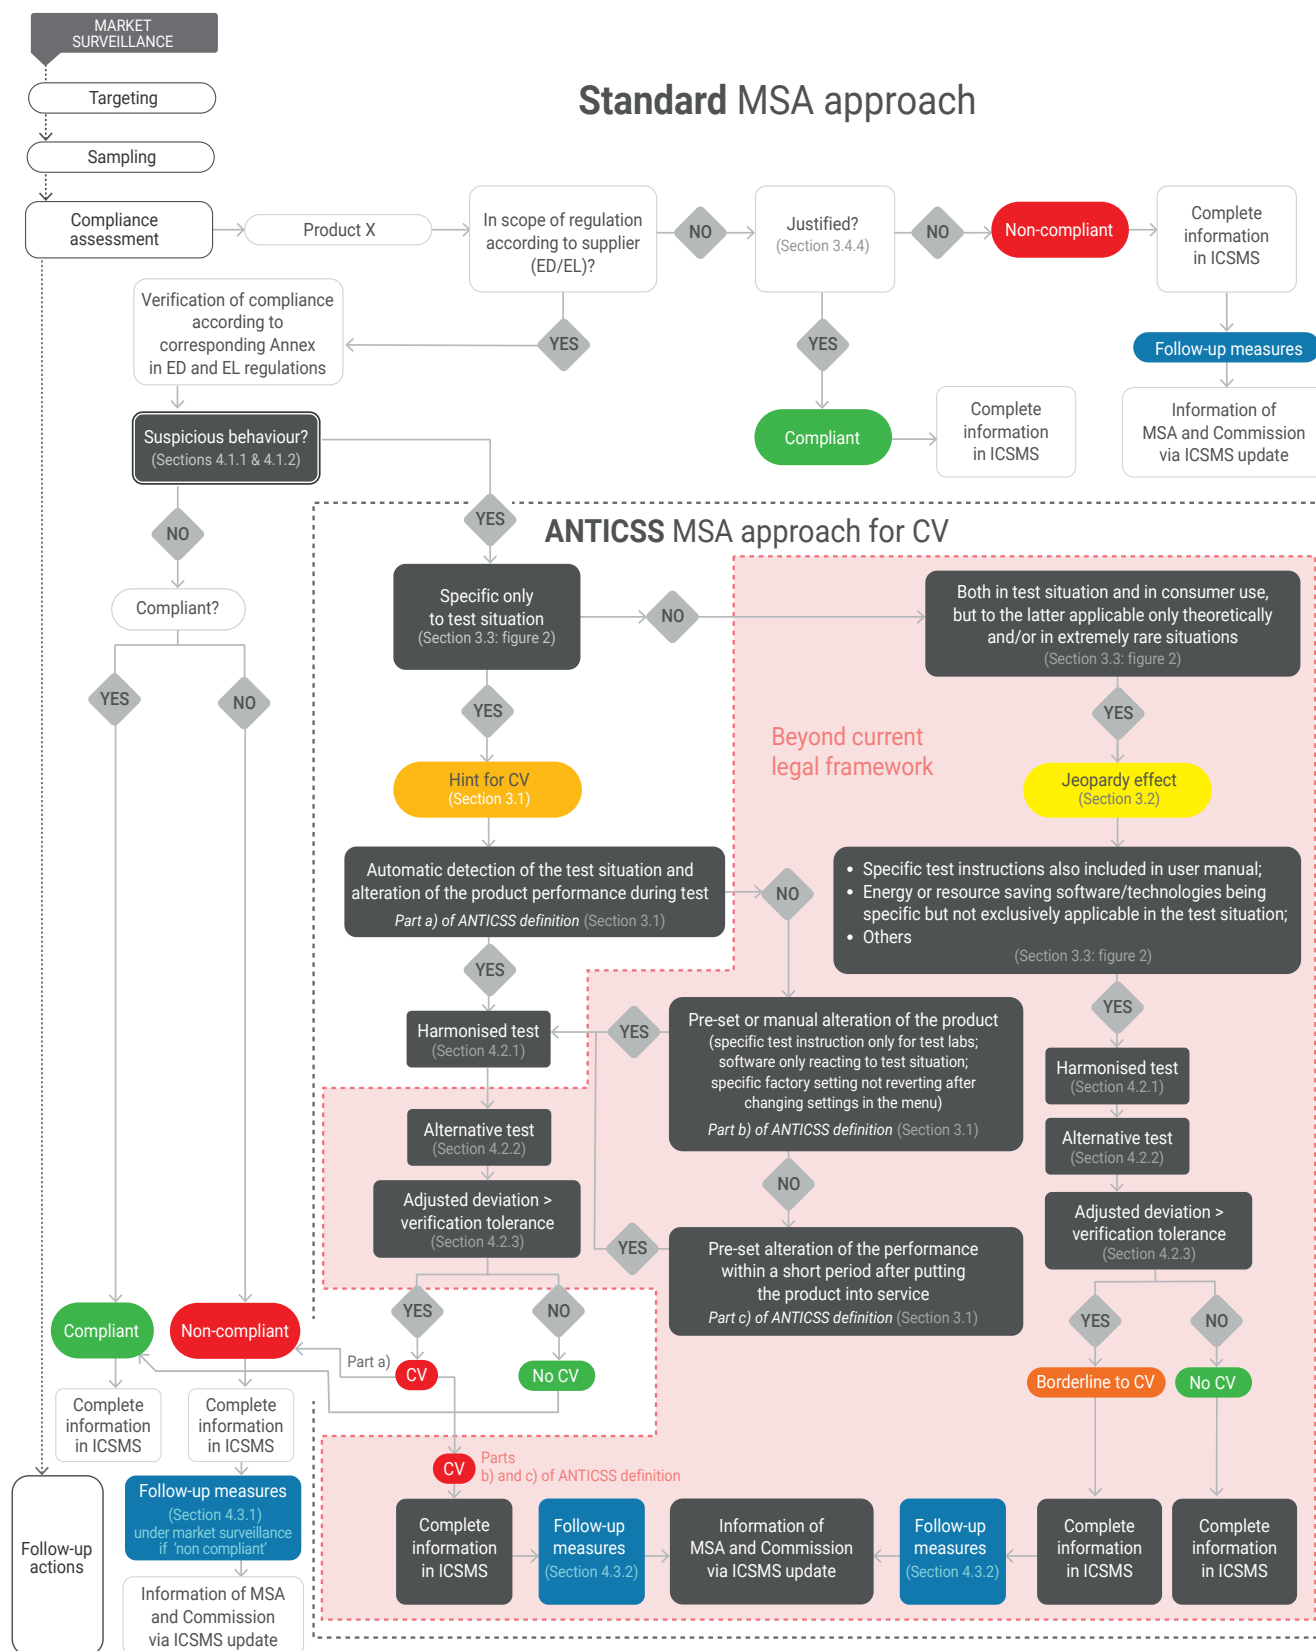 MARKET
SURVEILLANCE
Targeting
Sampling
Compliance
assessment
Standard MSA approach
Product X
In scope of regulation
according to supplier
(ED/EL)?
NO
Justified?
(Section 3.4.4)
NO
Non-compliant
Complete
information
in ICSMS
Verification of compliance
according to
corresponding Annex
in ED and EL regulations
YES
YES
Follow-up measures
Compliant
Complete
information
in ICSMS
Information of
MSA and Commission
via ICSMS update
Suspicious behaviour?
(Sections 4.1.1 & 4.1.2)
NO
YES
ANTICSS MSA approach for CV
Compliant?
YES
NO
Specific only
to test situation
(Section 3.3: figure 2)
NO
Both in test situation and in consumer use,
but to the latter applicable only theoretically
and/or in extremely rare situations
(Section 3.3: figure 2)
YES
YES
Beyond current
legal framework
Hint for CV
(Section 3.1)
Jeopardy effect
(Section 3.2)
Automatic detection of the test situation and
alteration of the product performance during test
Part a) of ANTICSS definition (Section 3.1)
NO
• Specific test instructions also included in user manual;
• Energy or resource saving software/technologies being
specific but not exclusively applicable in the test situation;
• Others
(Section 3.3: figure 2)
YES
YES
Harmonised test
(Section 4.2.1)
YES
Pre-set or manual alteration of the product
(specific test instruction only for test labs;
software only reacting to test situation;
specific factory setting not reverting after
changing settings in the menu)
Part b) of ANTICSS definition (Section 3.1)
Harmonised test
(Section 4.2.1)
Alternative test
(Section 4.2.2)
Alternative test
(Section 4.2.2)
NO
Adjusted deviation >
verification tolerance
(Section 4.2.3)
Adjusted deviation >
verification tolerance
(Section 4.2.3)
YES
Pre-set alteration of the performance
within a short period after putting
the product into service
Part c) of ANTICSS definition (Section 3.1)
YES
NO
YES
NO
Compliant
Non-compliant
Part a)
CV
No CV
Borderline to CV
No CV
Complete
information
in ICSMS
Complete
information
in ICSMS
CV
Parts
b) and c) of ANTICSS definition
Follow-up
actions
Follow-up measures
(Section 4.3.1)
under market surveillance
if 'non compliant'
Information of MSA
and Commission
via ICSMS update
Complete
information
in ICSMS
Follow-up
measures
(Section 4.3.2)
Information of
MSA and Commission
via ICSMS update
Follow-up
measures
(Section 4.3.2)
Complete
information
in ICSMS
Complete
information
in ICSMS